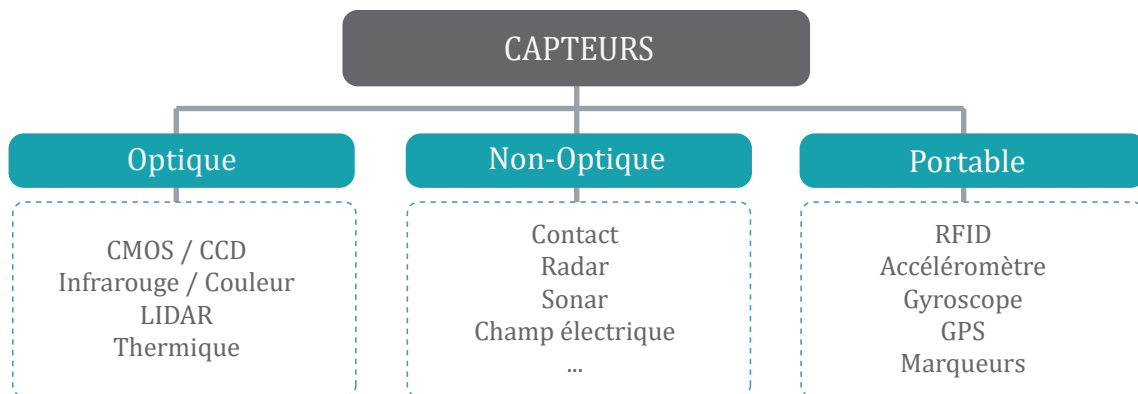 CAPTEURS
Optique
CMOS / CCD
Infrarouge / Couleur
LIDAR
Thermique
Non-Optique
Contact
Radar
Sonar
Champ électrique
...
Portable
RFID
Accéléromètre
Gyroscope
GPS
Marqueurs